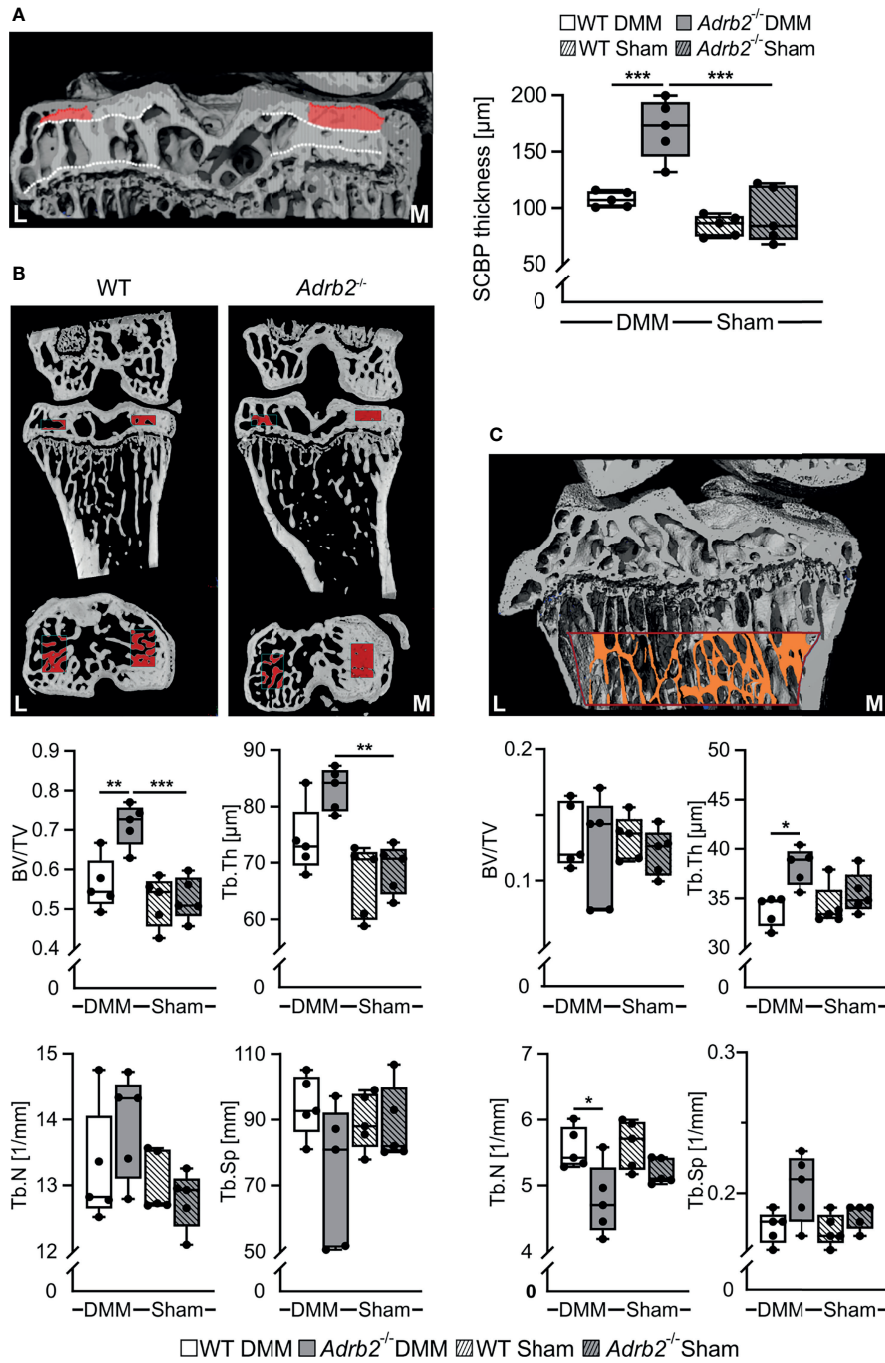 A
□WT DMM ■Adrb2-/-DMM
▨WT Sham ▨Adrb2-/-Sham
***
***
SCBP thickness [µm]
200
150
100
50
0
DMM
Sham
L
M
B
WT
Adrb2-/-
L
M
C
L
M
BV/TV
0.9
0.8
0.7
0.6
0.5
0.4
0
**
***
DMM
Sham
Tb.Th [µm]
90
80
70
60
0
**
DMM
Sham
BV/TV
0.2
0.1
0
DMM
Sham
Tb.Th [µm]
50
45
40
35
30
0
*
DMM
Sham
Tb.N [1/mm]
15
14
13
12
0
DMM
Sham
Tb.Sp [mm]
110
90
70
50
0
DMM
Sham
Tb.N [1/mm]
7
6
5
4
0
*
DMM
Sham
Tb.Sp [1/mm]
0.3
0.2
0
DMM
Sham
□WT DMM ■Adrb2-/-DMM ▨WT Sham ▨Adrb2-/-Sham